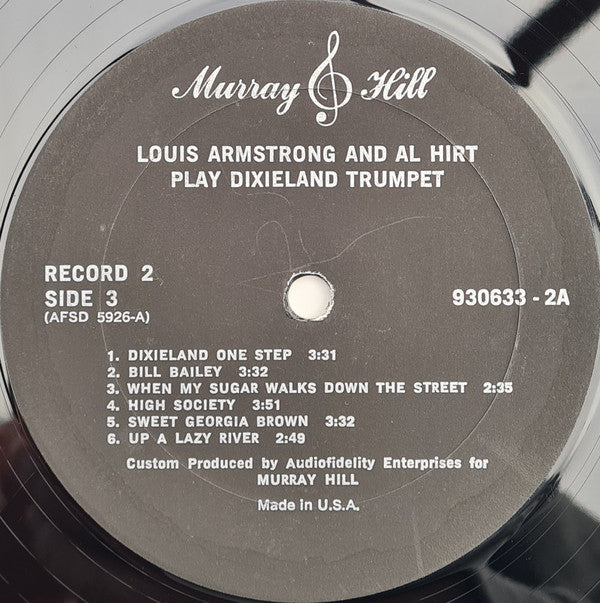 Murray Hill
LOUIS ARMSTRONG AND AL HIRT
PLAY DIXIELAND TRUMPET
RECORD 2
SIDE 3
(AFSD 5926-A)
930633 - 2A
1. DIXIELAND ONE STEP 3:31
2. BILL BAILEY 3:32
3. WHEN MY SUGAR WALKS DOWN THE STREET 2:35
4. HIGH SOCIETY 3:51
5. SWEET GEORGIA BROWN 3:32
6. UP A LAZY RIVER 2:49
Custom Produced by Audiofidelity Enterprises for
MURRAY HILL
Made in U.S.A.